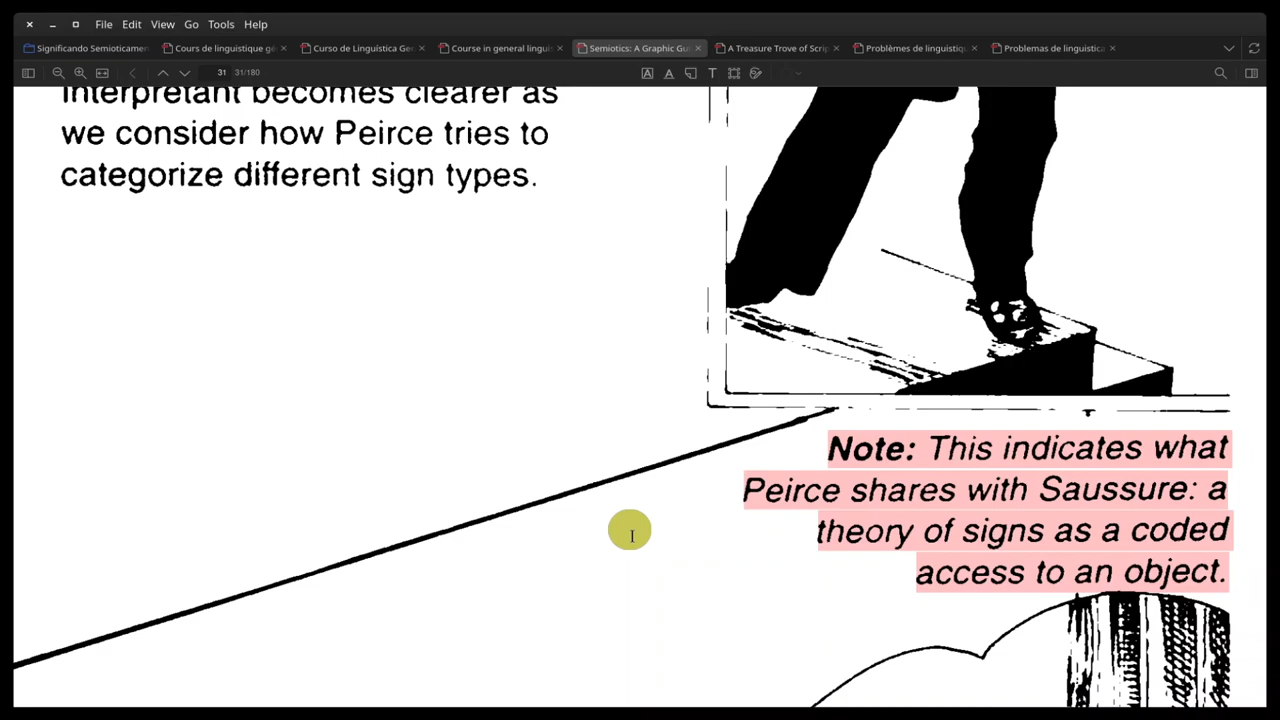 File Edit View Go Tools Help
Significando Semioticamen
Cours de linguistique gé
Curso de Linguística Ge
Course in general lingui
Semiotics: A Graphic Gu
A Treasure Trove of Scrip
Problèmes de linguistiqu
Problemas de linguistica
31 31/180
Interpretant becomes clearer as
we consider how Peirce tries to
categorize different sign types.
Note: This indicates what
Peirce shares with Saussure: a
theory of signs as a coded
access to an object.